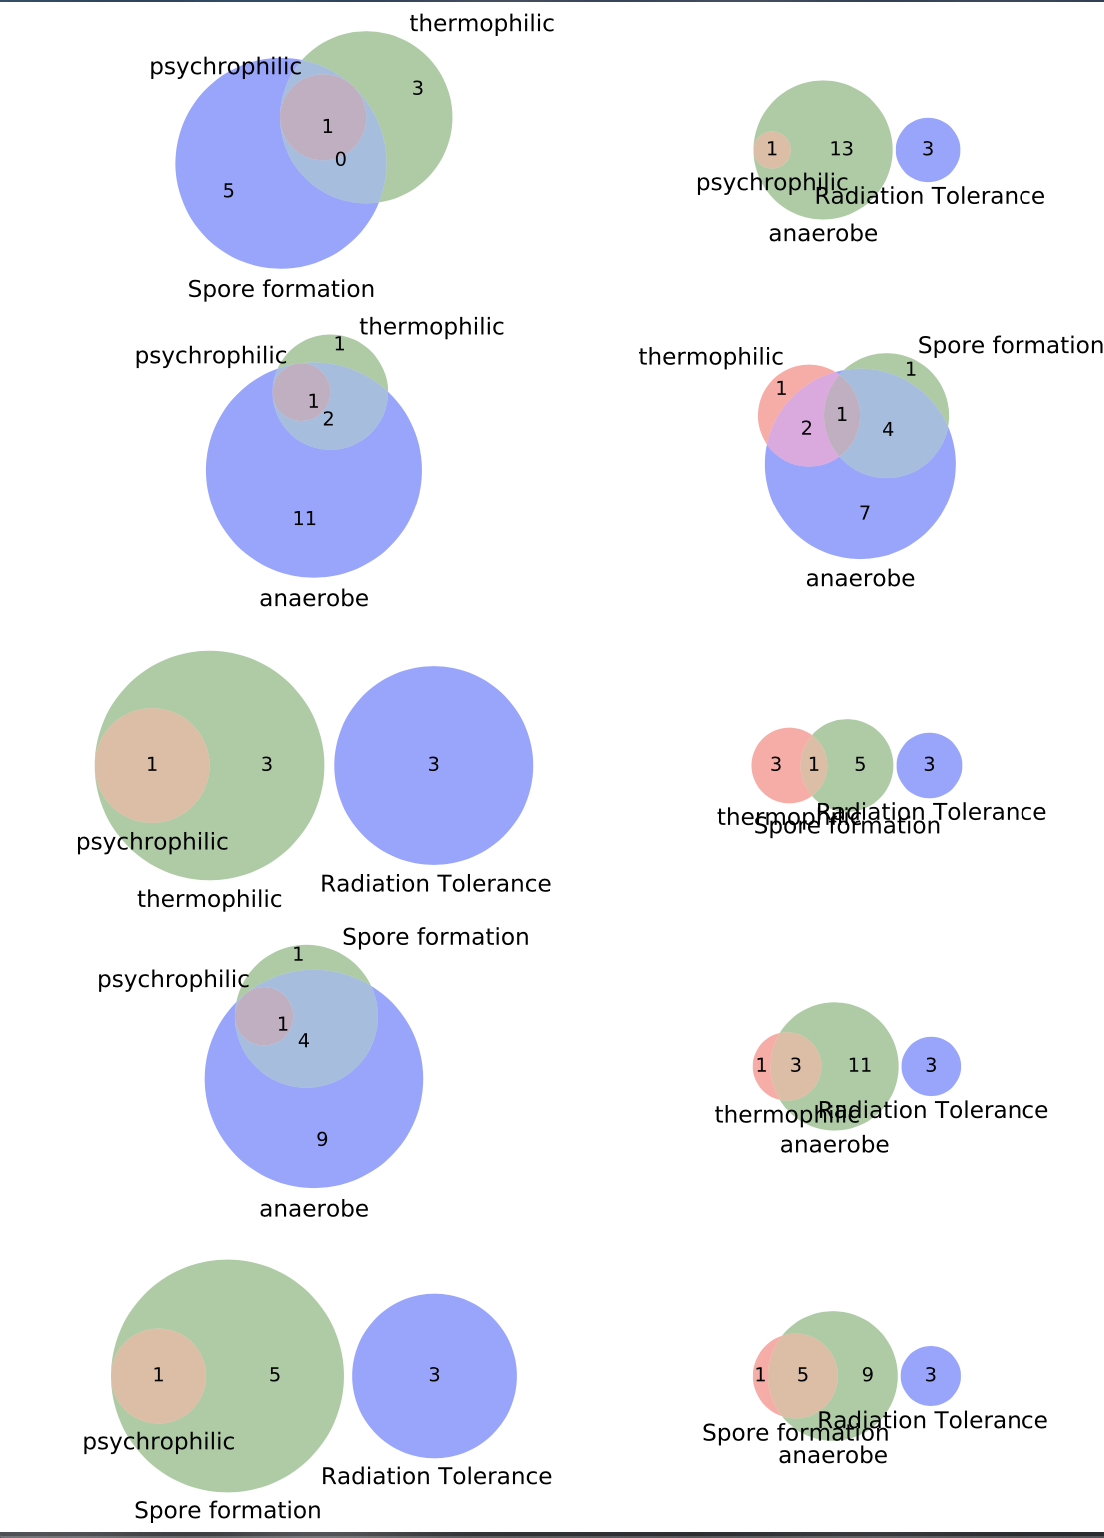 thermophilic
psychrophilic
3
1
0
5
Spore formation
1
13
3
psychrophilic
Radiation Tolerance
anaerobe
thermophilic
1
psychrophilic
1
2
11
anaerobe
Spore formation
thermophilic
1
1
1
2
4
7
anaerobe
1
3
3
psychrophilic
Radiation Tolerance
thermophilic
3
1
5
3
Radiation Tolerance
thermophilic
Spore formation
Spore formation
1
psychrophilic
1
4
9
anaerobe
1
3
11
3
Radiation Tolerance
thermophilic
anaerobe
1
5
3
psychrophilic
Radiation Tolerance
Spore formation
1
5
9
3
Radiation Tolerance
Spore formation
anaerobe